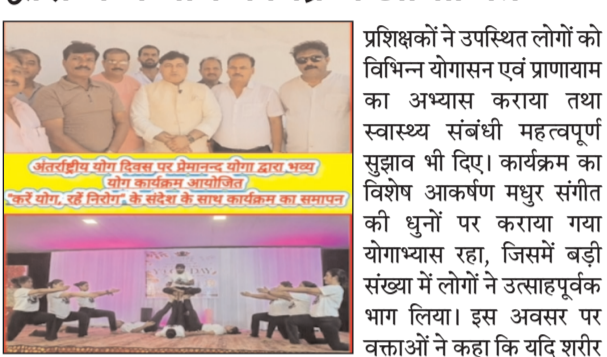 अंतर्राष्ट्रीय योग दिवस पर प्रेमानन्द योगा द्वारा भव्य
योग कार्यक्रम आयोजित
"करें योग, रहें निरोग" के संदेश के साथ कार्यक्रम का समापन
प्रशिक्षकों ने उपस्थित लोगों को
विभिन्न योगासन एवं प्राणायाम
का अभ्यास कराया तथा
स्वास्थ्य संबंधी महत्वपूर्ण
सुझाव भी दिए। कार्यक्रम का
विशेष आकर्षण मधुर संगीत
की धुनों पर कराया गया
योगाभ्यास रहा, जिसमें बड़ी
संख्या में लोगों ने उत्साहपूर्वक
भाग लिया। इस अवसर पर
वक्ताओं ने कहा कि यदि शरीर